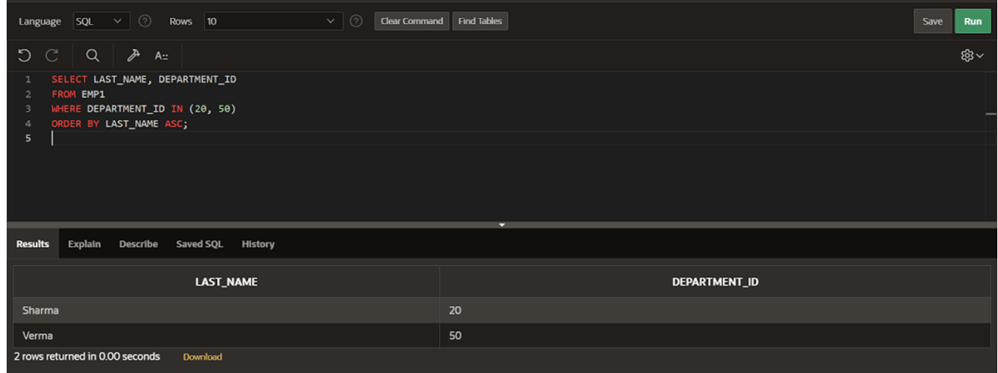 Language SQL Rows 10 Clear Command Find Tables Save Run
A::
1 SELECT LAST_NAME, DEPARTMENT_ID
2 FROM EMP1
3 WHERE DEPARTMENT_ID IN (20, 50)
4 ORDER BY LAST_NAME ASC;
5
Results Explain Describe Saved SQL History
LAST_NAME DEPARTMENT_ID
Sharma 20
Verma 50
2 rows returned in 0.00 seconds Download